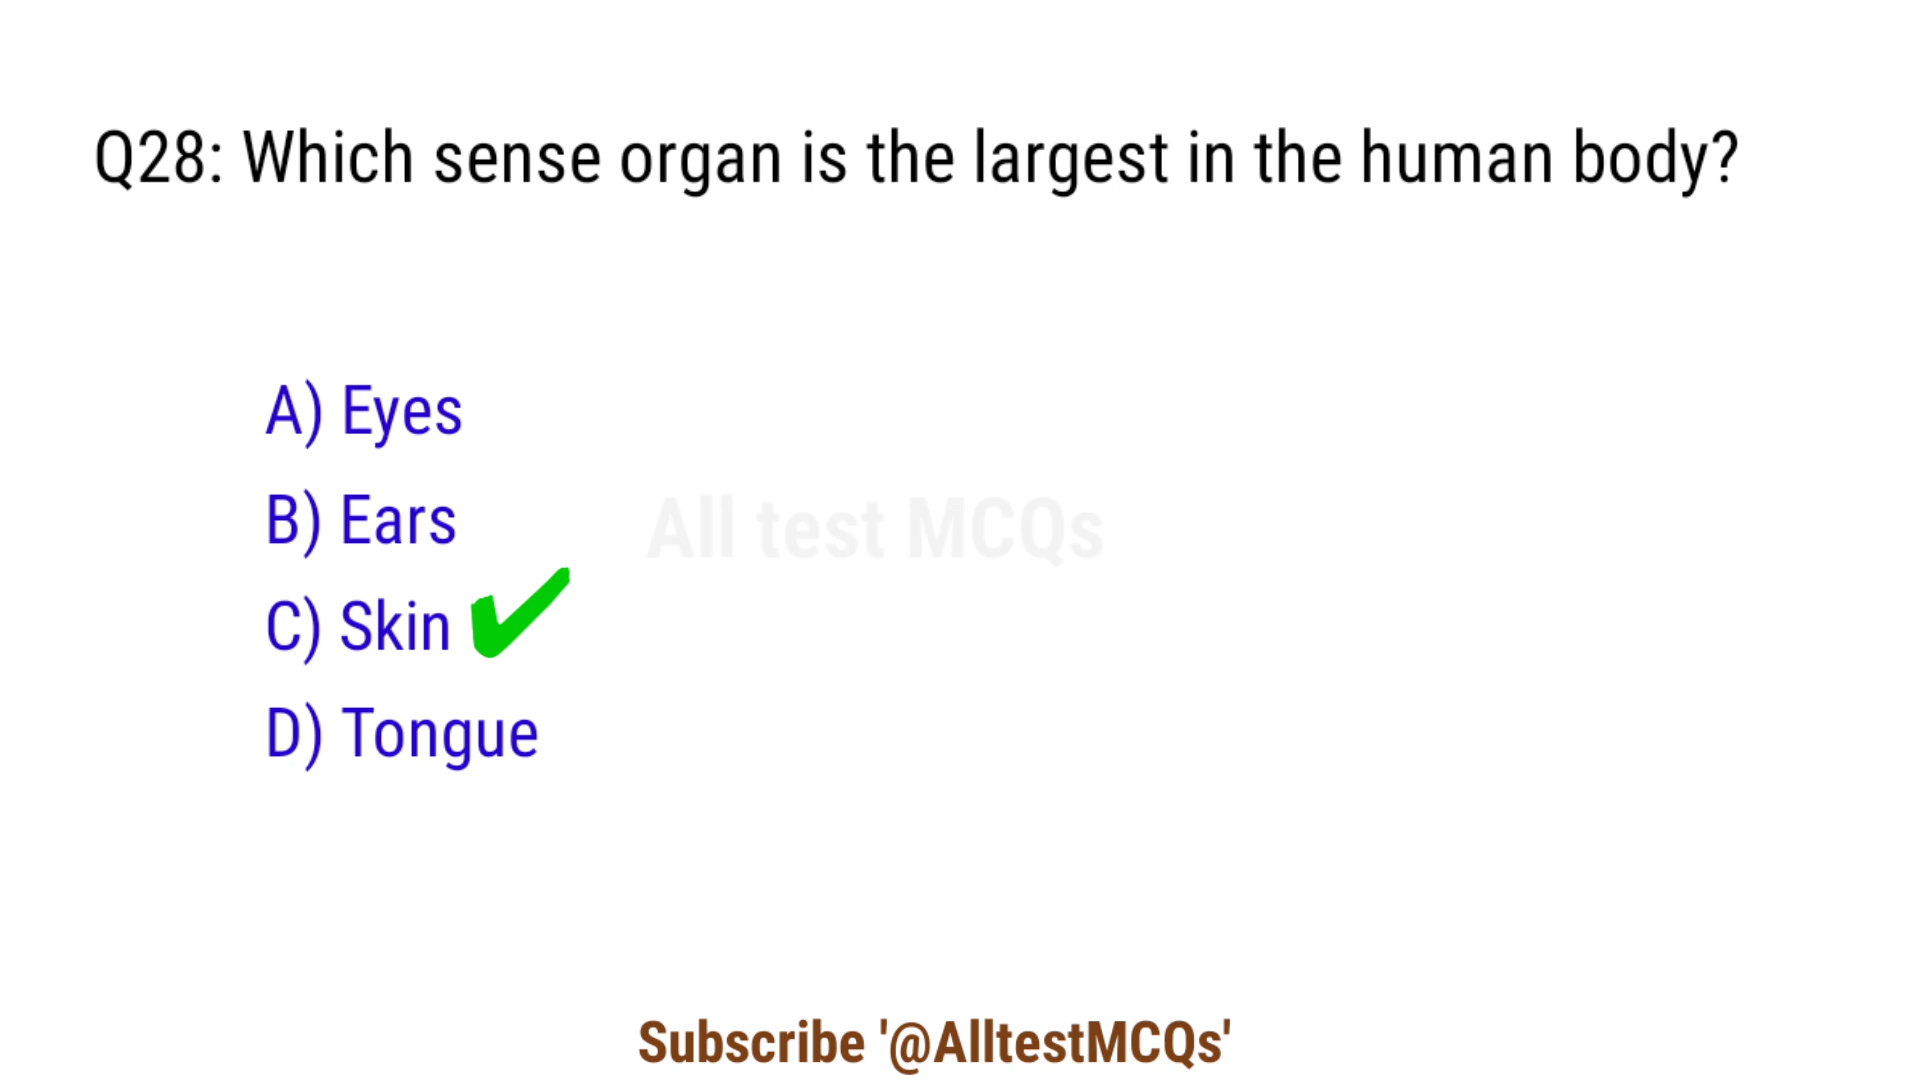 Q28: Which sense organ is the largest in the human body?
A) Eyes
B) Ears
All test MCQs
C) Skin
D) Tongue
Subscribe '@AlltestMCQs'